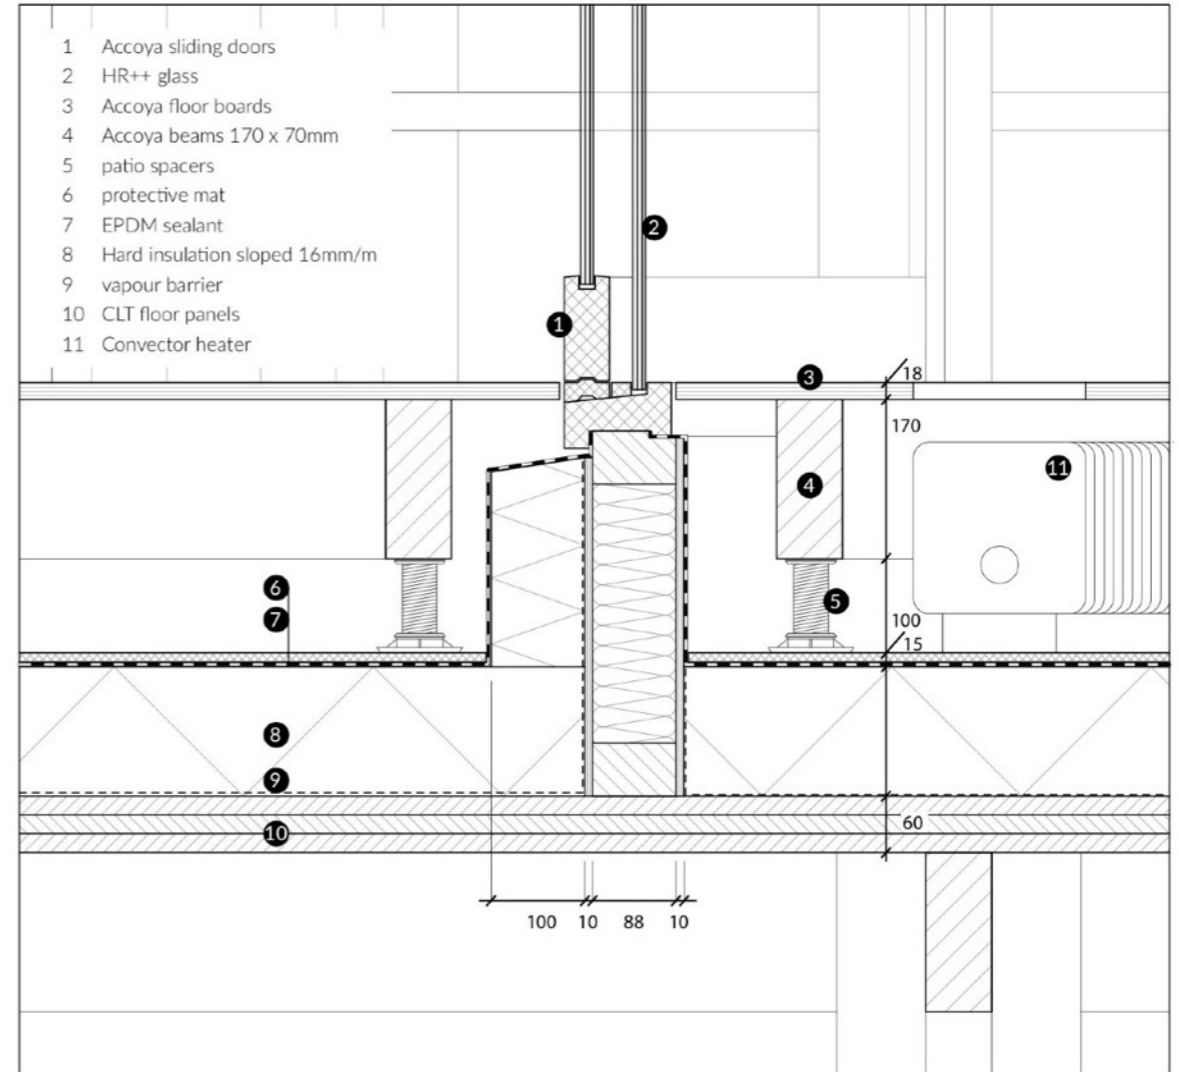 1 Accoya sliding doors
2 HR++ glass
3 Accoya floor boards
4 Accoya beams 170 x 70mm
5 patio spacers
6 protective mat
7 EPDM sealant
8 Hard insulation sloped 16mm/m
9 vapour barrier
10 CLT floor panels
11 Convector heater
2
1
3
18
170
11
4
6
5
7
100
15
8
9
60
10
100 10 88 10